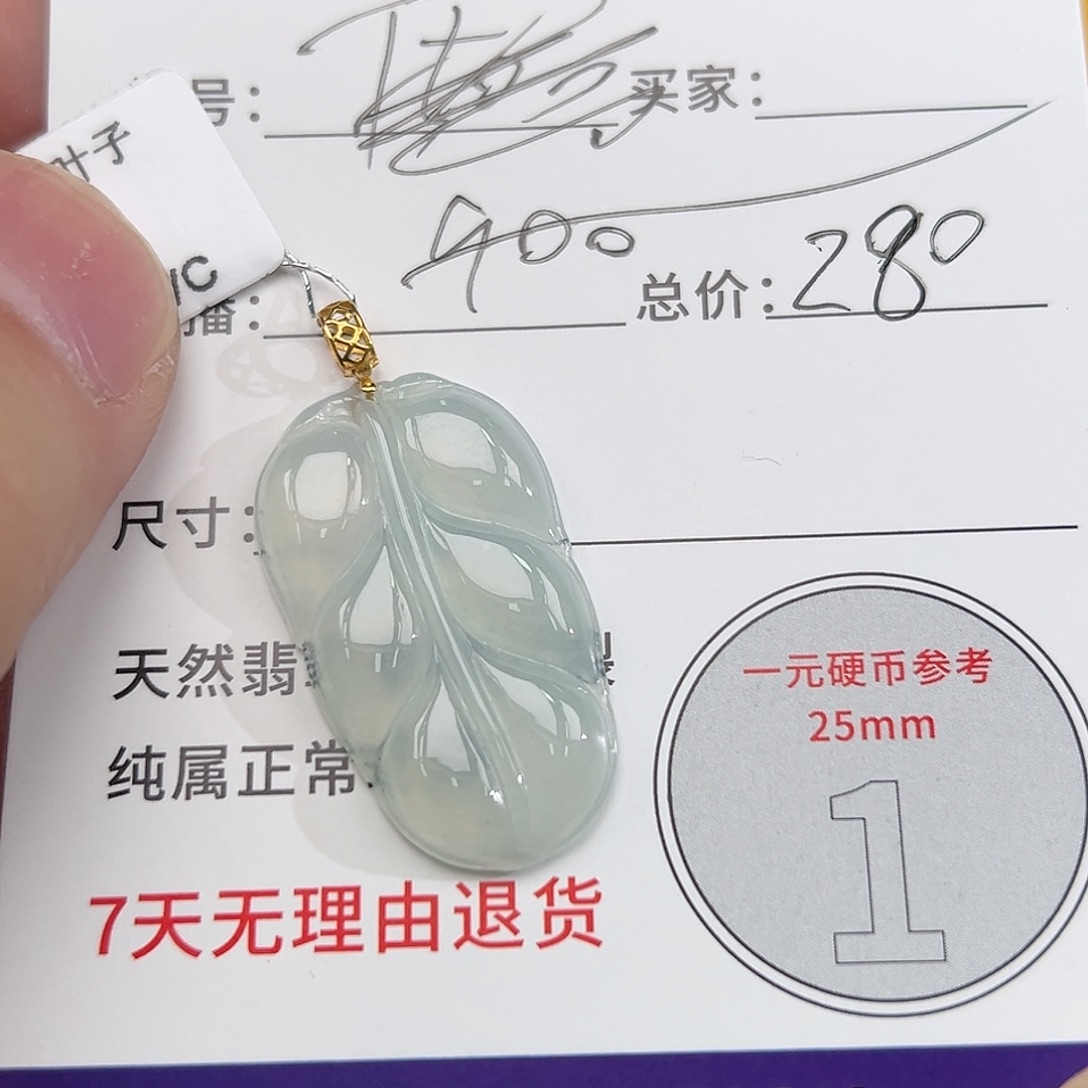 叶子
号： 买家：
C
播： 900 总价：280
尺寸：
天然翡
纯属正常
7天无理由退货
一元硬币参考
25mm
1